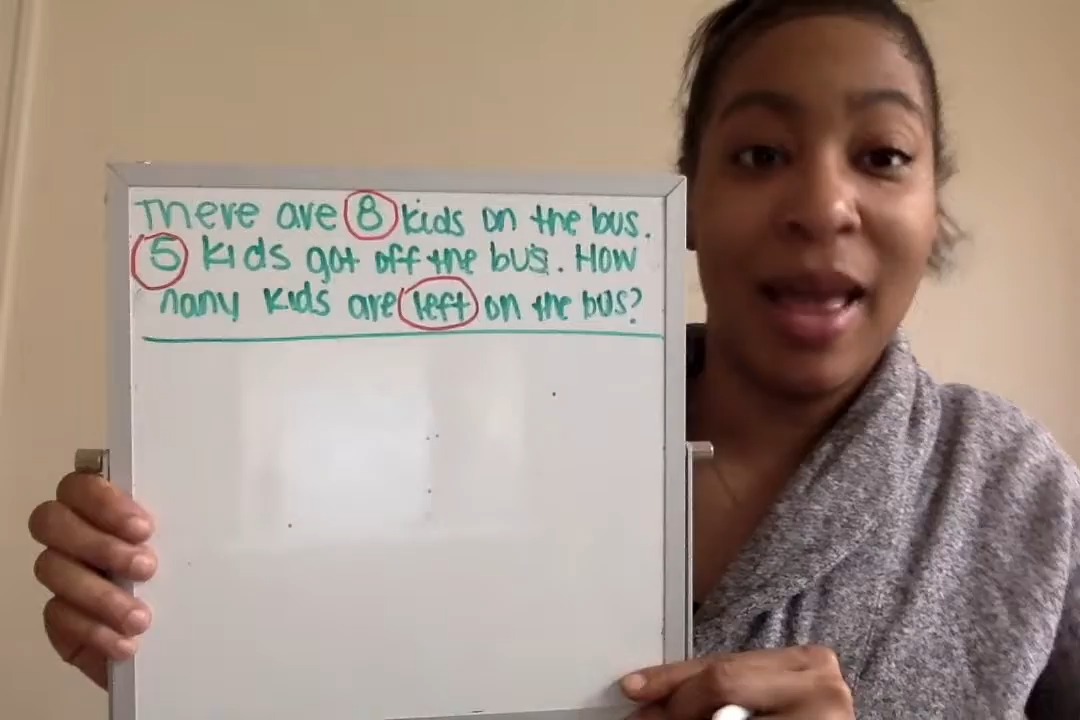 There are 8 kids on the bus.
5 kids got off the bus. How
many kids are left on the bus?